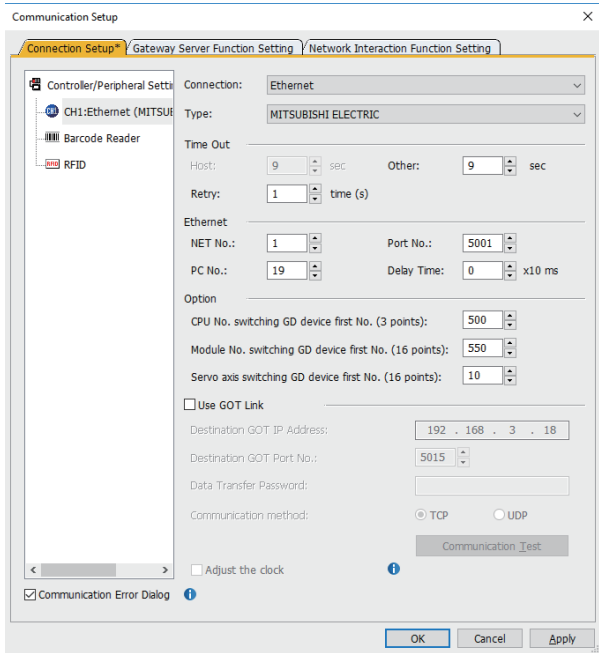 Communication Setup
Connection Setup* Gateway Server Function Setting Network Interaction Function Setting
Controller/Peripheral Setti
CH1 CH1:Ethernet (MITSUE
Barcode Reader
RFID RFID
Connection: Ethernet
Type: MITSUBISHI ELECTRIC
Time Out
Host: 9 sec Other: 9 sec
Retry: 1 time (s)
Ethernet
NET No.: 1 Port No.: 5001
PC No.: 19 Delay Time: 0 x10 ms
Option
CPU No. switching GD device first No. (3 points): 500
Module No. switching GD device first No. (16 points): 550
Servo axis switching GD device first No. (16 points): 10
Use GOT Link
Destination GOT IP Address: 192 . 168 . 3 . 18
Destination GOT Port No.: 5015
Data Transfer Password:
Communication method: TCP UDP
Communication Test
Adjust the clock
Communication Error Dialog
OK Cancel Apply